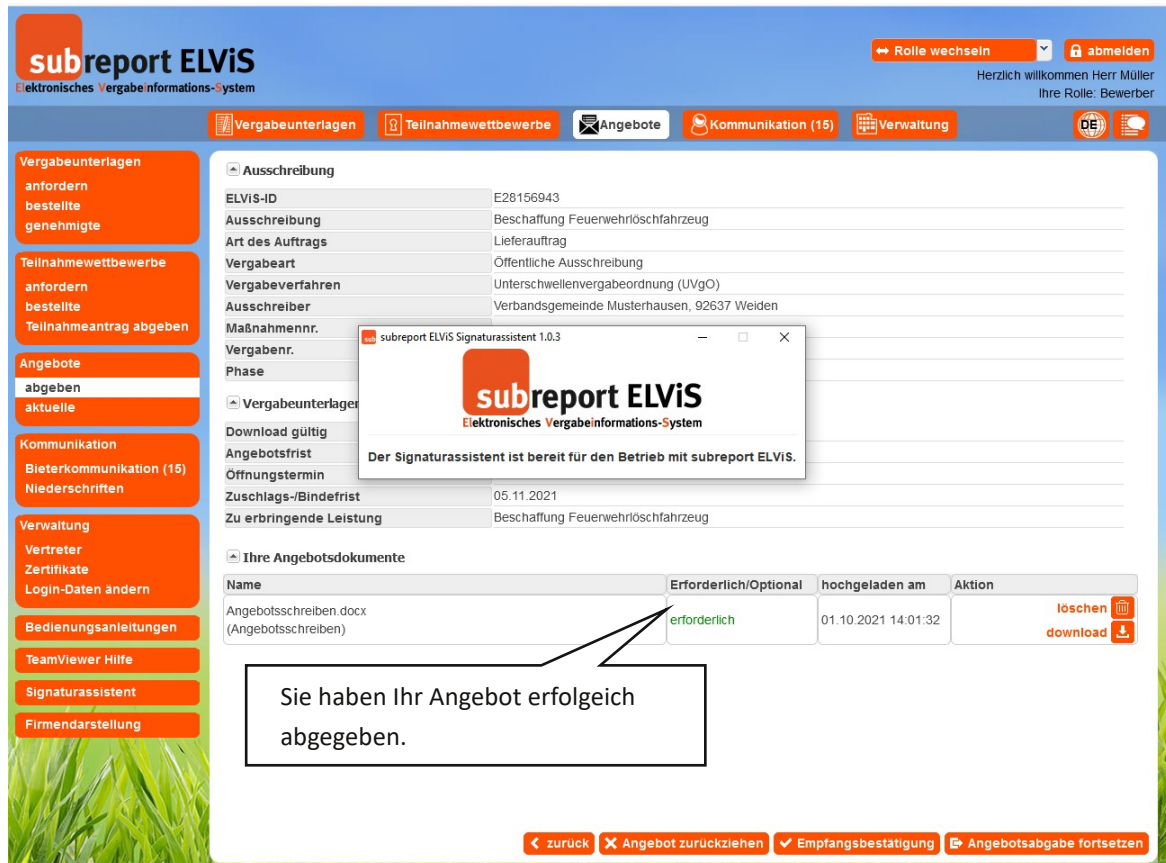 subreport ELViS
Elektronisches Vergabeinformations-System
Rolle wechseln
abmelden
Herzlich willkommen Herr Müller
Ihre Rolle: Bewerber
Vergabeunterlagen
Teilnahmewettbewerbe
Angebote
Kommunikation (15)
Verwaltung
DE
Vergabeunterlagen
anfordern
bestellte
genehmigte
Teilnahmewettbewerbe
anfordern
bestellte
Teilnahmeantrag abgeben
Angebote
abgeben
aktuelle
Kommunikation
Bieterkommunikation (15)
Niederschriften
Verwaltung
Vertreter
Zertifikate
Login-Daten ändern
Bedienungsanleitungen
TeamViewer Hilfe
Signaturassistent
Firmendarstellung
Ausschreibung
ELViS-ID E28156943
Ausschreibung Beschaffung Feuerwehrlöschfahrzeug
Art des Auftrags Lieferauftrag
Vergabeart Öffentliche Ausschreibung
Vergabeverfahren Unterschwellenvergabeordnung (UVgO)
Ausschreiber Verbandsgemeinde Musterhausen, 92637 Weiden
Maßnahmennr.
Vergabenr.
Phase
Vergabeunterlagen
Download gültig
Angebotsfrist
Öffnungstermin
Zuschlags-/Bindefrist 05.11.2021
Zu erbringende Leistung Beschaffung Feuerwehrlöschfahrzeug
sub subreport ELViS Signaturassistent 1.0.3
subreport ELViS
Elektronisches Vergabeinformations-System
Der Signaturassistent ist bereit für den Betrieb mit subreport ELViS.
Ihre Angebotsdokumente
Name Erforderlich/Optional hochgeladen am Aktion
Angebotsschreiben.docx
(Angebotsschreiben)
erforderlich
01.10.2021 14:01:32
löschen
download
Sie haben Ihr Angebot erfolgeich
abgegeben.
zurück
Angebot zurückziehen
Empfangsbestätigung
Angebotsabgabe fortsetzen